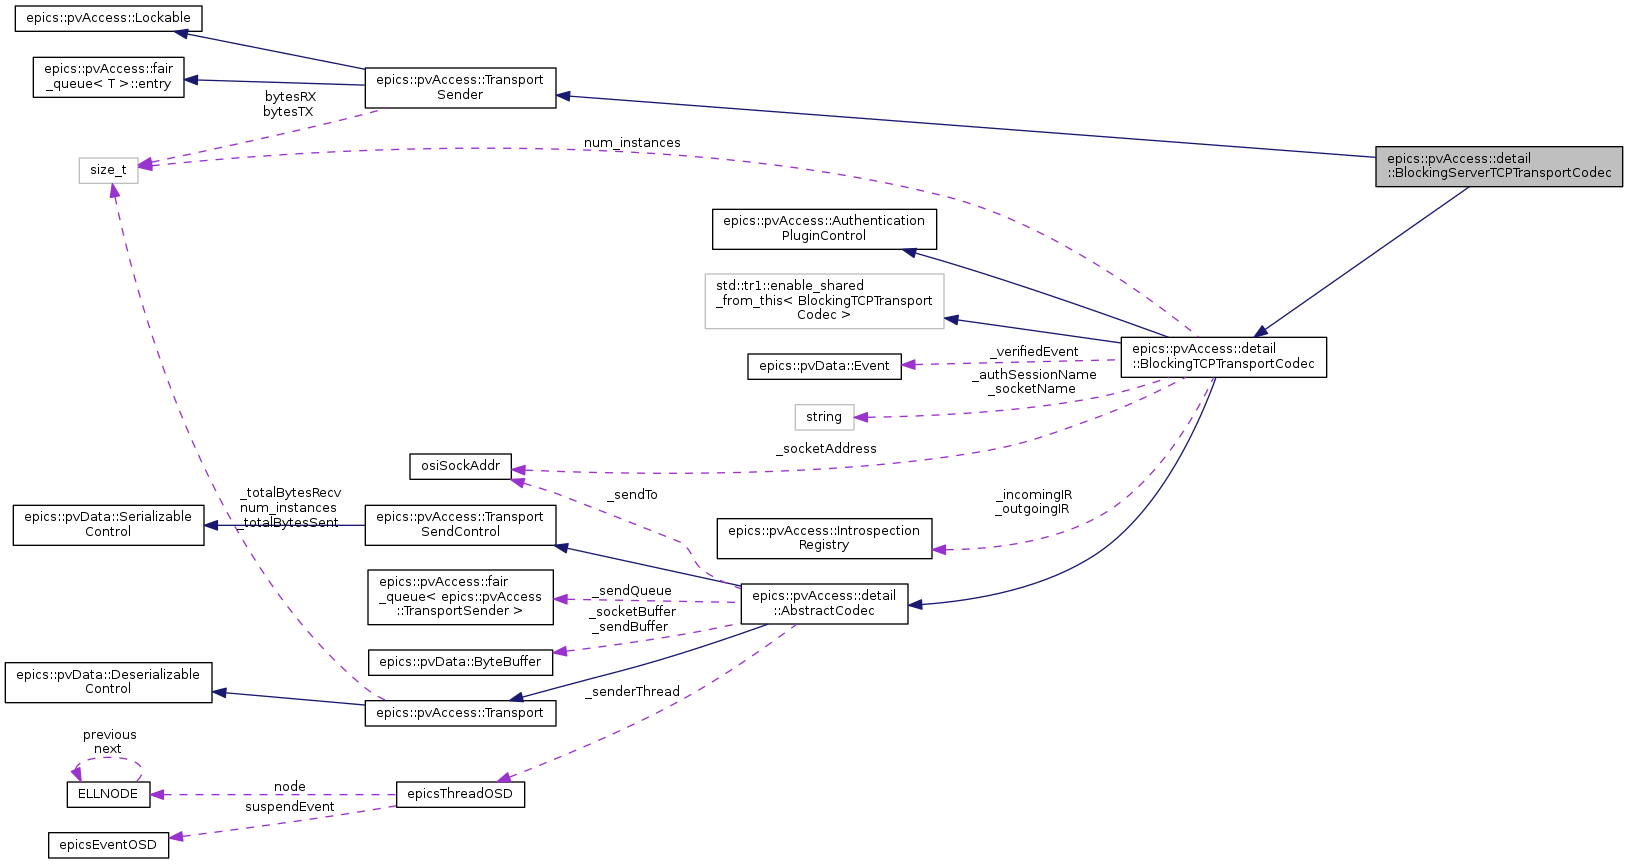 epics::pvAccess::Lockable
epics::pvAccess::fair
_queue< T >::entry
epics::pvAccess::Transport
Sender
bytesRX
bytesTX
num_instances
size_t
epics::pvAccess::detail
::BlockingServerTCPTransportCodec
epics::pvAccess::Authentication
PluginControl
std::tr1::enable_shared
_from_this< BlockingTCPTransport
Codec >
epics::pvAccess::detail
::BlockingTCPTransportCodec
_verifiedEvent
epics::pvData::Event
_authSessionName
_socketName
string
_socketAddress
osiSockAddr
_sendTo
_incomingIR
_outgoingIR
_totalBytesRecv
num_instances
_totalBytesSent
epics::pvData::Serializable
Control
epics::pvAccess::Transport
SendControl
epics::pvAccess::Introspection
Registry
epics::pvAccess::fair
_queue< epics::pvAccess
::TransportSender >
_sendQueue
_socketBuffer
_sendBuffer
epics::pvAccess::detail
::AbstractCodec
epics::pvData::ByteBuffer
epics::pvData::Deserializable
Control
epics::pvAccess::Transport
_senderThread
previous
next
ELLNODE
node
suspendEvent
epicsThreadOSD
epicsEventOSD